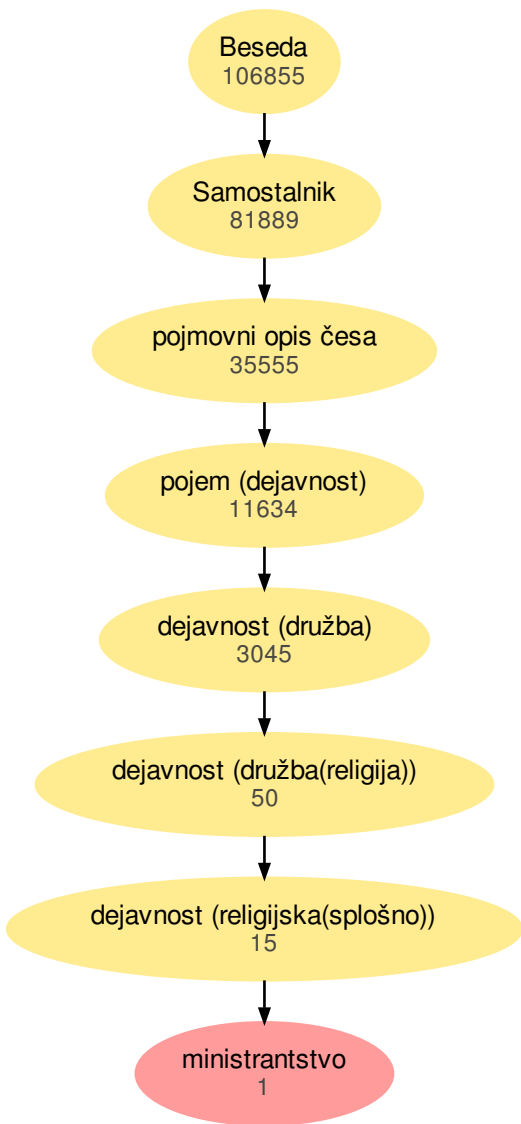 Beseda
106855
Samostalnik
81889
pojmovni opis česa
35555
pojem (dejavnost)
11634
dejavnost (družba)
3045
dejavnost (družba(religija))
50
dejavnost (religijska(splošno))
15
ministrantstvo
1